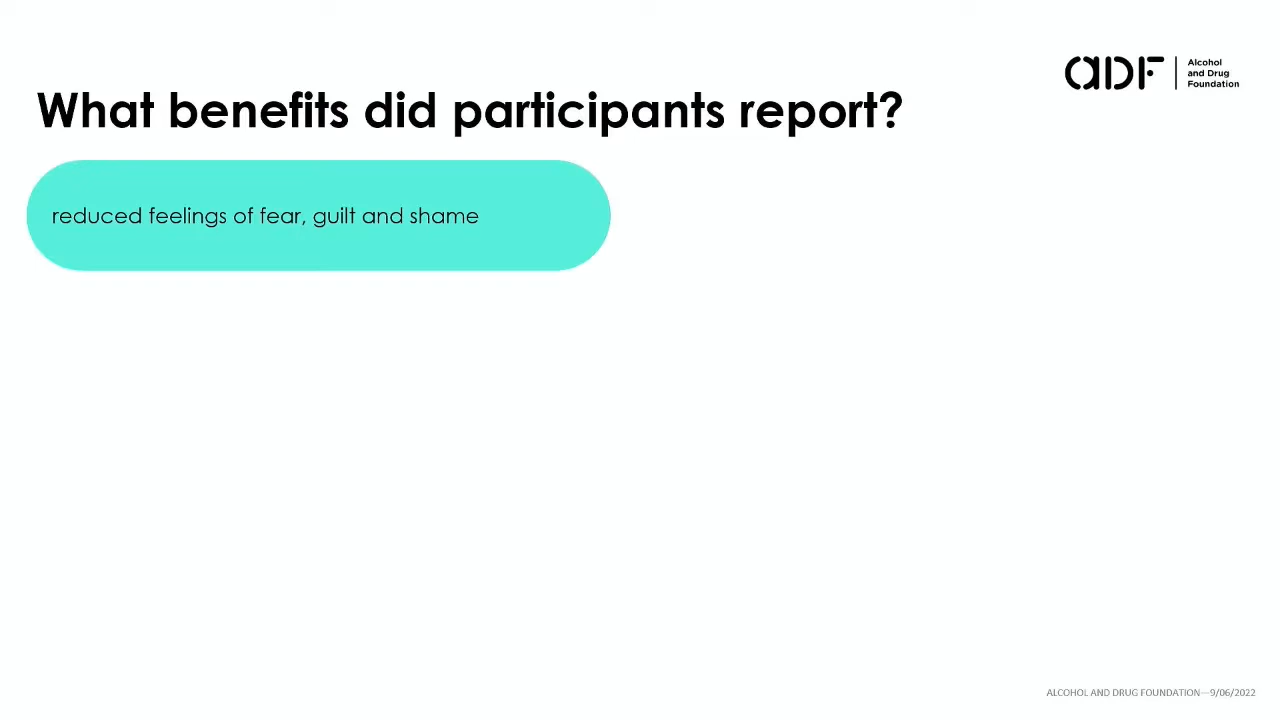 aDF
Alcohol
and Drug
Foundation
What benefits did participants report?
reduced feelings of fear, guilt and shame
ALCOHOL AND DRUG FOUNDATION—9/06/2022